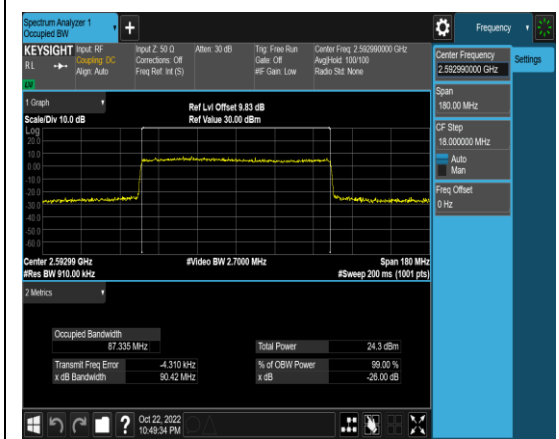 Spectrum Analyzer 1
Occupied BW
+
Frequency
KEYSIGHT
RL
Input: RF
Coupling: DC
Align: Auto
Input Z: 50 Ω
Corrections: Off
Freq Ref: Int (S)
Atten: 30 dB
Trig: Free Run
Gate: Off
#IF Gain: Low
Center Freq: 2.592990000 GHz
Avg|Hold: 100/100
Radio Std: None
Center Frequency
2.592990000 GHz
Settings
Span
180.00 MHz
CF Step
18.000000 MHz
Auto
Man
Freq Offset
0 Hz
1 Graph
Scale/Div 10.0 dB
Ref Lvl Offset 9.83 dB
Ref Value 30.00 dBm
Log
20.0
10.0
0.00
-10.0
-20.0
-30.0
-40.0
-50.0
-60.0
Center 2.59299 GHz
#Res BW 910.00 kHz
#Video BW 2.7000 MHz
Span 180 MHz
#Sweep 200 ms (1001 pts)
2 Metrics
Occupied Bandwidth
87.335 MHz
Total Power 24.3 dBm
Transmit Freq Error -4.310 kHz
x dB Bandwidth 90.42 MHz
% of OBW Power 99.00 %
x dB -26.00 dB
?
Oct 22, 2022
10:49:34 PM